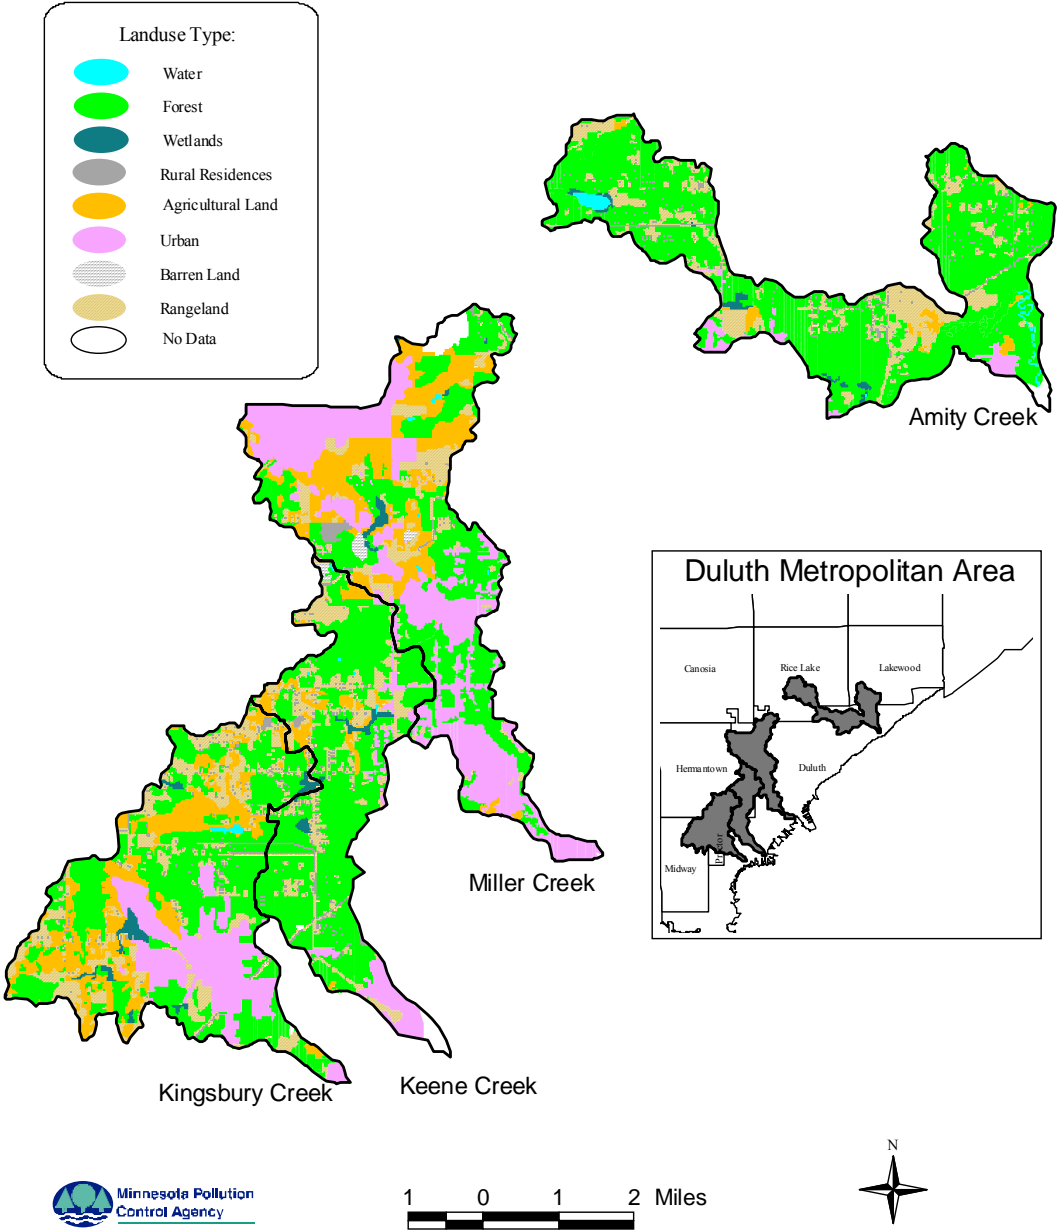 Landuse Type:
Water
Forest
Wetlands
Rural Residences
Agricultural Land
Urban
Barren Land
Rangeland
No Data
Amity Creek
Duluth Metropolitan Area
Canosia
Rice Lake
Lakewood
Hermantown
Duluth
Proctor
Midway
Miller Creek
Keene Creek
Kingsbury Creek
Minnesota Pollution
Control Agency
1 0 1 2 Miles
N